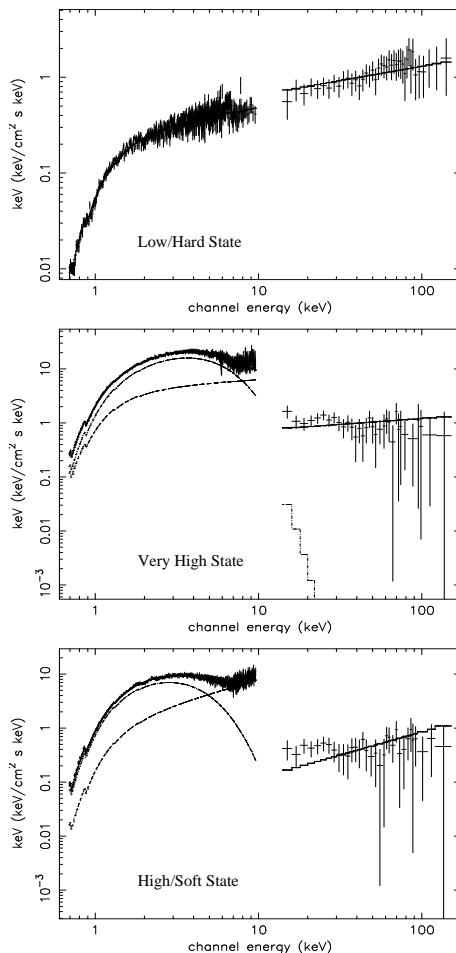 keV (keV/cm² s keV)
1
0.1
0.01
Low/Hard State
1 10 100
channel energy (keV)
keV (keV/cm² s keV)
10
1
0.1
0.01
10⁻³
Very High State
1 10 100
channel energy (keV)
keV (keV/cm² s keV)
10
1
0.1
0.01
10⁻³
High/Soft State
1 10 100
channel energy (keV)